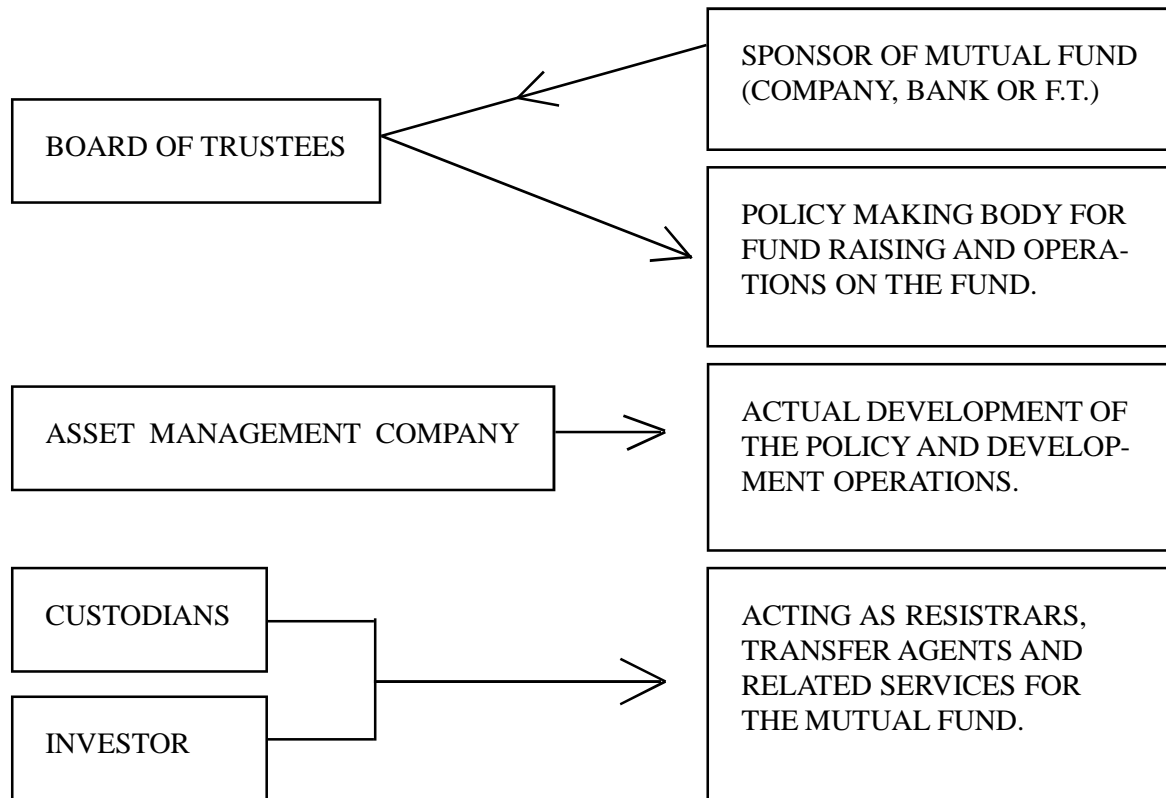 SPONSOR OF MUTUAL FUND
(COMPANY, BANK OR F.T.)
BOARD OF TRUSTEES
POLICY MAKING BODY FOR
FUND RAISING AND OPERA-
TIONS ON THE FUND.
ASSET MANAGEMENT COMPANY
ACTUAL DEVELOPMENT OF
THE POLICY AND DEVELOP-
MENT OPERATIONS.
CUSTODIANS
INVESTOR
ACTING AS RESISTRARS,
TRANSFER AGENTS AND
RELATED SERVICES FOR
THE MUTUAL FUND.